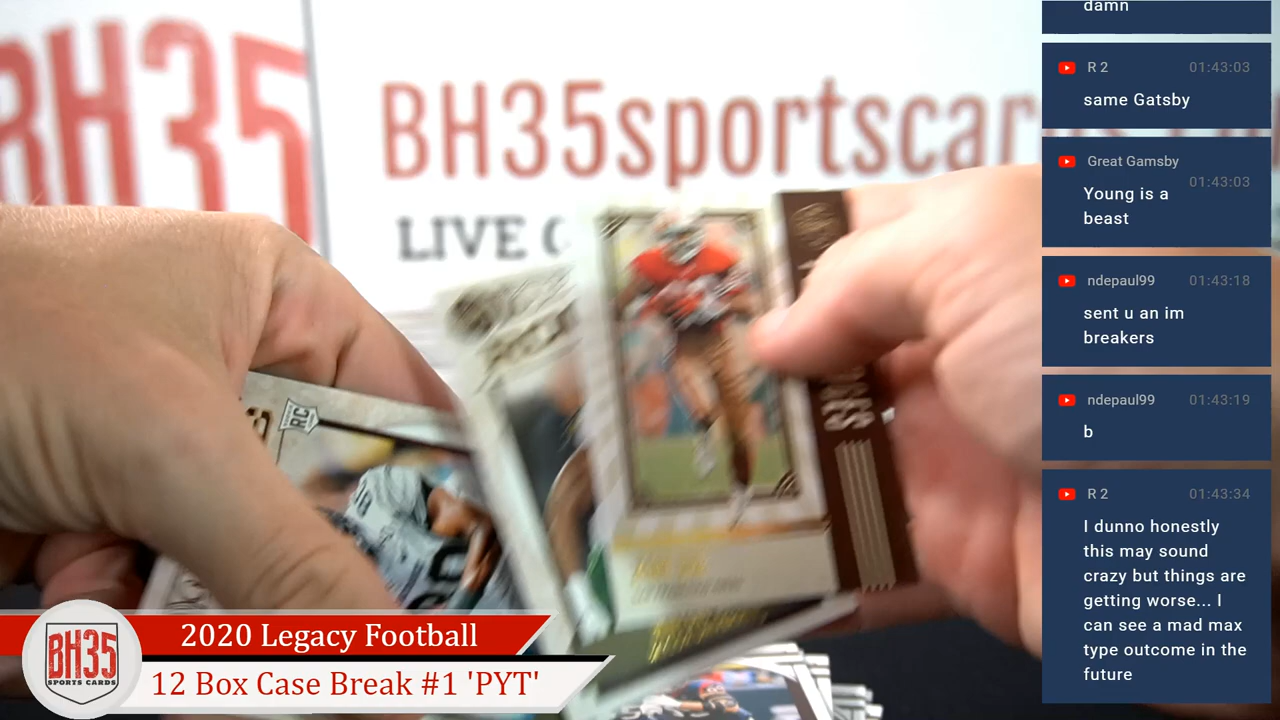 BH35
BH35sportscar
LIVE
RC
2020 Legacy Football
12 Box Case Break #1 'PYT'
BH35
SPORTS CARDS
damn
R 2
01:43:03
same Gatsby
Great Gamsby
01:43:03
Young is a
beast
ndepaul99
01:43:18
sent u an im
breakers
ndepaul99
01:43:19
b
R 2
01:43:34
I dunno honestly
this may sound
crazy but things are
getting worse... I
can see a mad max
type outcome in the
future